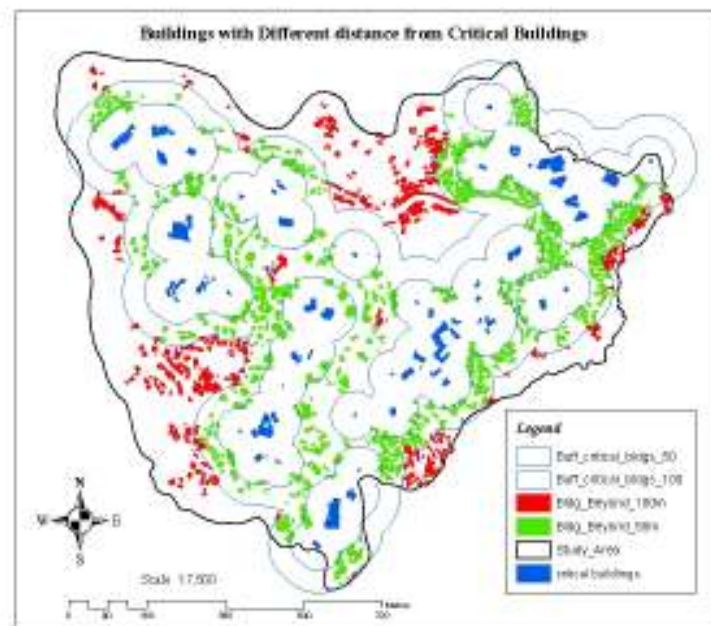 Buildings with Different distance from Critical Buildings
Legend
Buff_critical_bldgs_50
Buff_critical_bldgs_100
Bldg_Beyond_100m
Bldg_Beyond_50m
Study_Area
critical buildings
N
W E
S
Scale 1:7,500
0